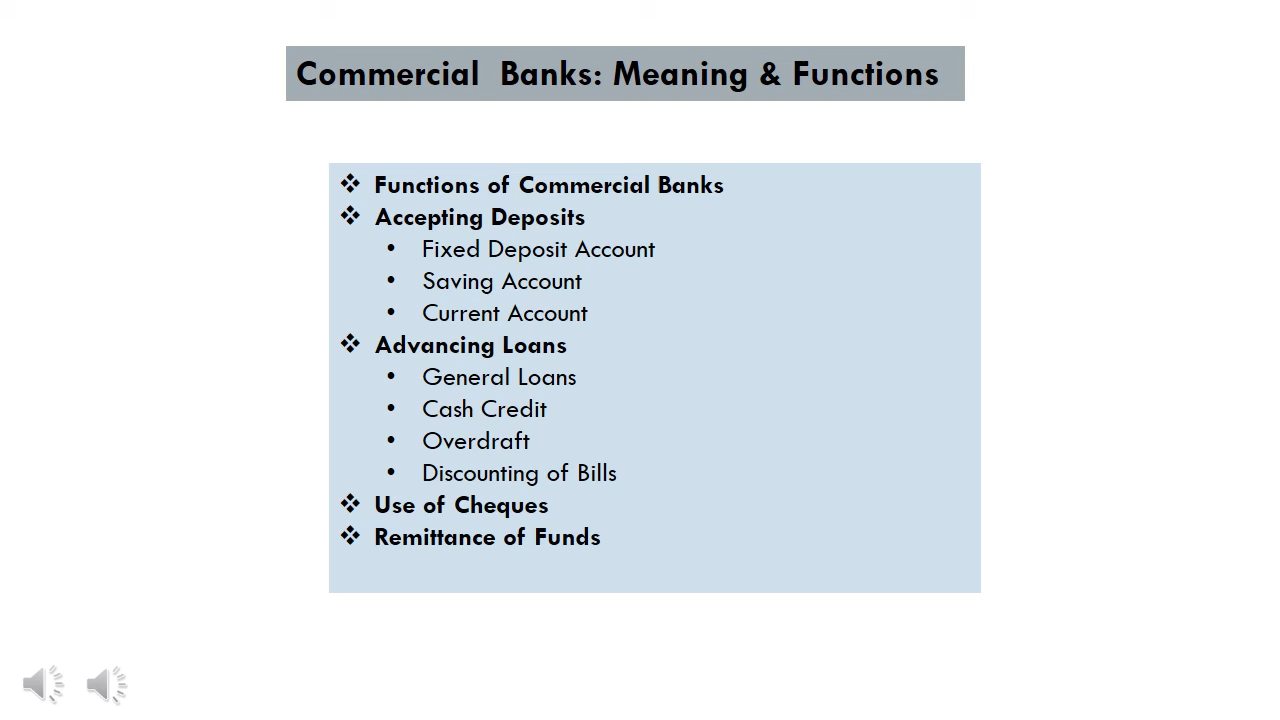 Commercial Banks: Meaning & Functions
❖ Functions of Commercial Banks
❖ Accepting Deposits
• Fixed Deposit Account
• Saving Account
• Current Account
❖ Advancing Loans
• General Loans
• Cash Credit
• Overdraft
• Discounting of Bills
❖ Use of Cheques
❖ Remittance of Funds